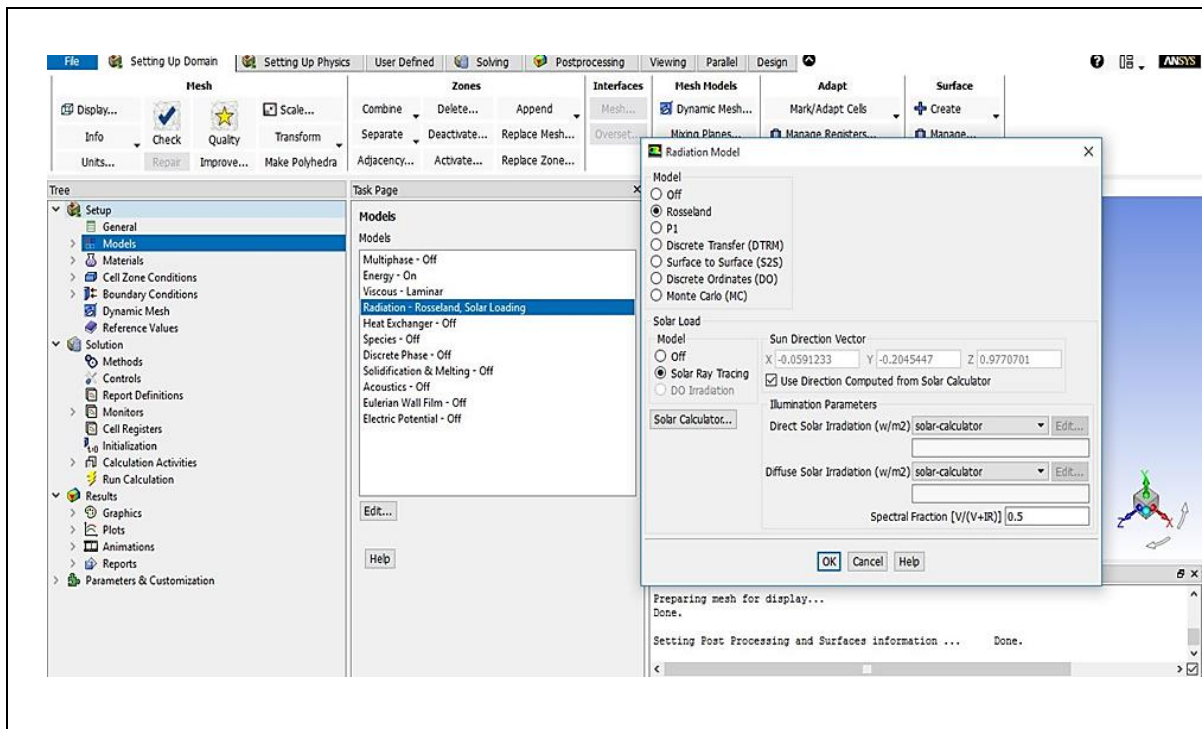 File Setting Up Domain Setting Up Physics User Defined Solving Postprocessing Viewing Parallel Design ANSYS
Mesh Zones Interfaces Mesh Models Adapt Surface
Display... Scale... Combine Delete... Append Mesh... Dynamic Mesh... Mark/Adapt Cells Create
Info Check Quality Transform Separate Deactivate... Replace Mesh... Overset... Mixing Planes... Manage Registers... Manage...
Units... Repair Improve... Make Polyhedra Adjacency... Activate... Replace Zone...
Tree
Setup
General
Models
Materials
Cell Zone Conditions
Boundary Conditions
Dynamic Mesh
Reference Values
Solution
Methods
Controls
Report Definitions
Monitors
Cell Registers
Initialization
Calculation Activities
Run Calculation
Results
Graphics
Plots
Animations
Reports
Parameters & Customization
Task Page
Models
Models
Multiphase - Off
Energy - On
Viscous - Laminar
Radiation - Rosseland, Solar Loading
Heat Exchanger - Off
Species - Off
Discrete Phase - Off
Solidification & Melting - Off
Acoustics - Off
Eulerian Wall Film - Off
Electric Potential - Off
Edit...
Help
Radiation Model
Model
Off
Rosseland
P1
Discrete Transfer (DTRM)
Surface to Surface (S2S)
Discrete Ordinates (DO)
Monte Carlo (MC)
Solar Load
Model
Off
Solar Ray Tracing
DO Irradiation
Solar Calculator...
Sun Direction Vector
X -0.0591233 Y -0.2045447 Z 0.9770701
Use Direction Computed from Solar Calculator
Illumination Parameters
Direct Solar Irradiation (w/m2) solar-calculator Edit...
Diffuse Solar Irradiation (w/m2) solar-calculator Edit...
Spectral Fraction [V/(V+IR)] 0.5
OK Cancel Help
Y
Z X
Preparing mesh for display...
Done.
Setting Post Processing and Surfaces information ... Done.